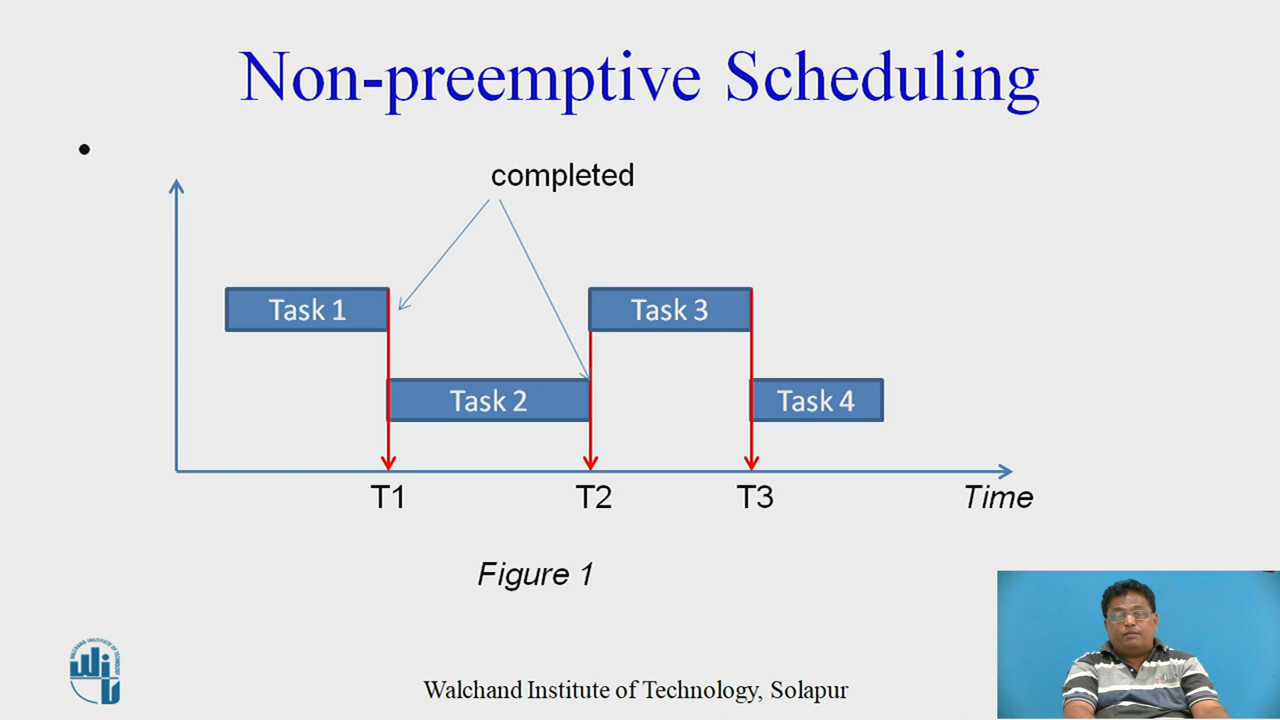 Non-preemptive Scheduling
•
completed
Task 1
Task 3
Task 2
Task 4
T1
T2
T3
Time
Figure 1
Walchand Institute of Technology, Solapur